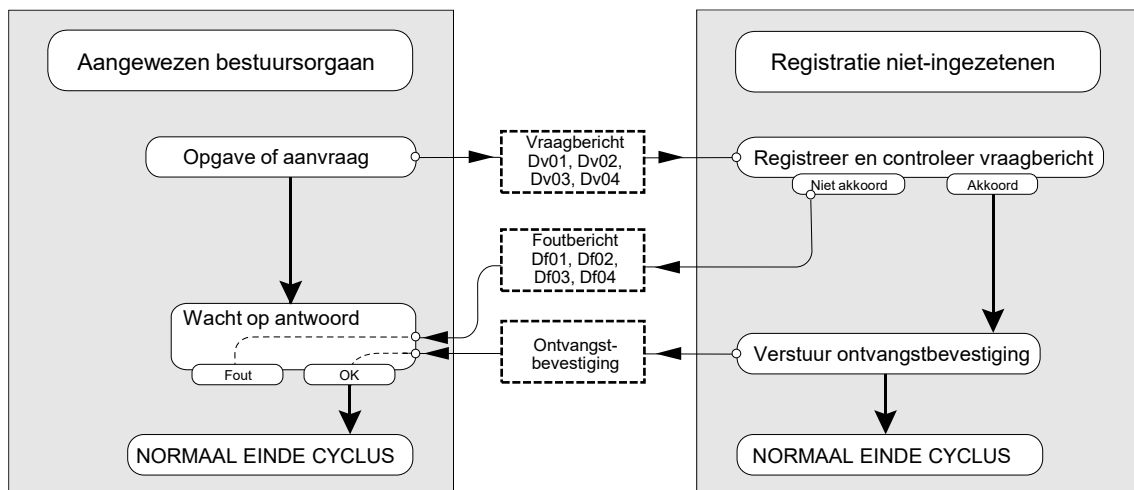 Aangewezen bestuursorgaan
Registratie niet-ingezetenen
Opgave of aanvraag
Vraagbericht
Dv01, Dv02,
Dv03, Dv04
Registreer en controleer vraagbericht
Niet akkoord
Akkoord
Foutbericht
Df01, Df02,
Df03, Df04
Wacht op antwoord
Fout
OK
Ontvangst-
bevestiging
Verstuur ontvangstbevestiging
NORMAAL EINDE CYCLUS
NORMAAL EINDE CYCLUS